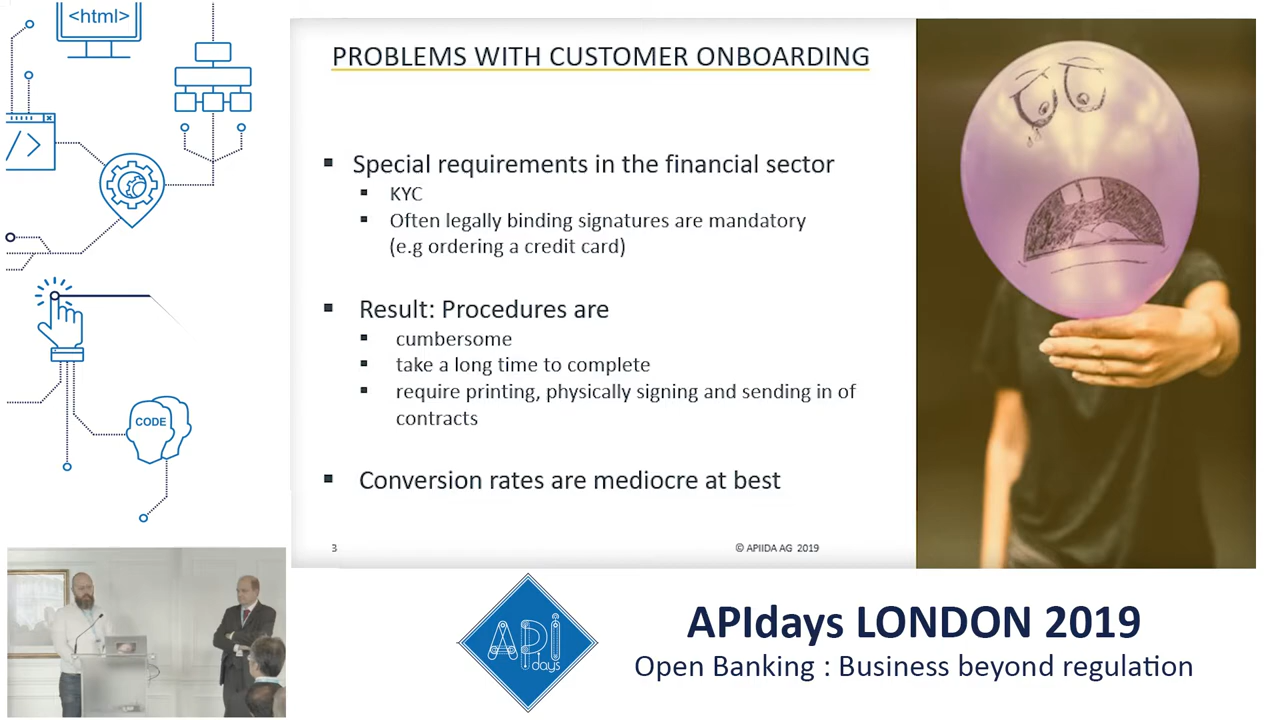 <html>
</>
CODE
PROBLEMS WITH CUSTOMER ONBOARDING
▪ Special requirements in the financial sector
▪ KYC
▪ Often legally binding signatures are mandatory
(e.g ordering a credit card)
▪ Result: Procedures are
▪ cumbersome
▪ take a long time to complete
▪ require printing, physically signing and sending in of
contracts
▪ Conversion rates are mediocre at best
3
© APIIDA AG 2019
API
days
APIdays LONDON 2019
Open Banking : Business beyond regulation